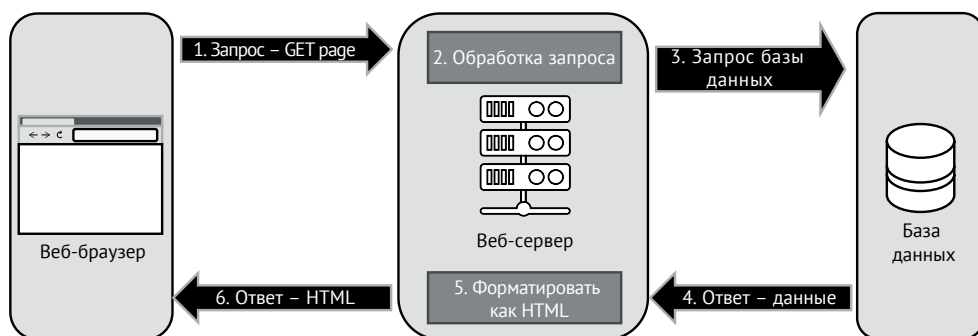 1. Запрос – GET page
2. Обработка запроса
3. Запрос базы
данных
Веб-браузер
Веб-сервер
База
данных
6. Ответ – HTML
5. Форматировать
как HTML
4. Ответ – данные